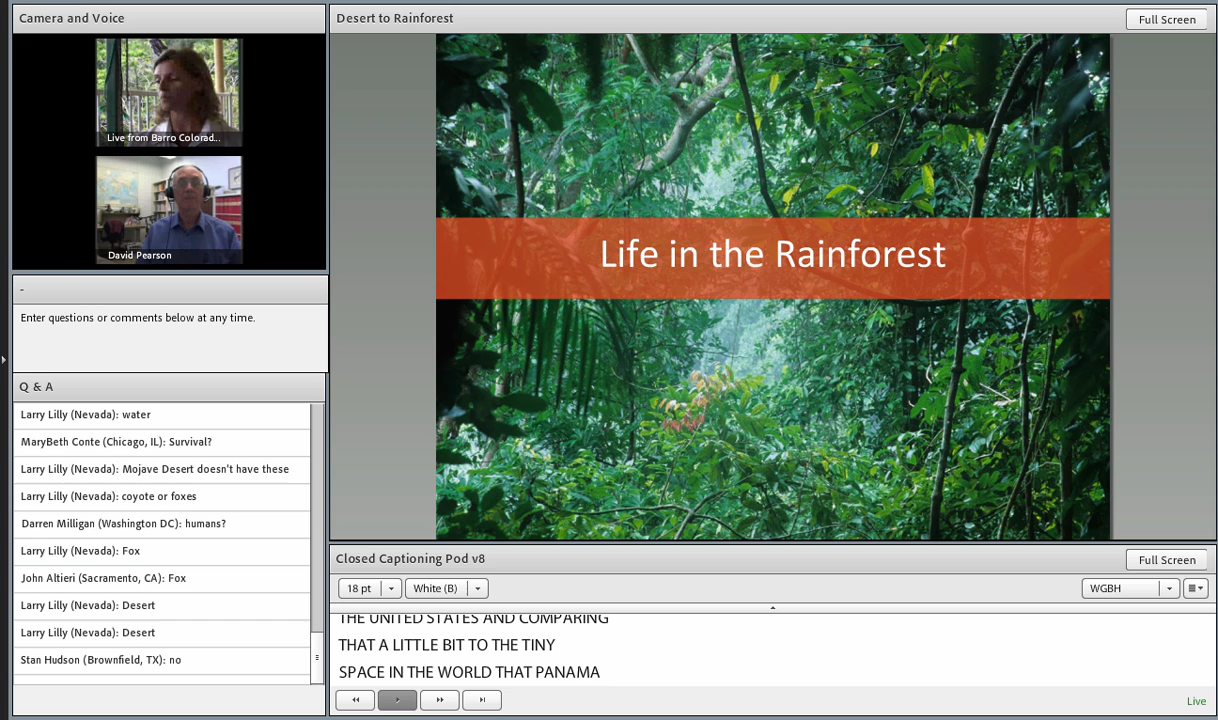 Camera and Voice
Live from Barro Colorad...
David Pearson
-
Enter questions or comments below at any time.
Q & A
Larry Lilly (Nevada): water
MaryBeth Conte (Chicago, IL): Survival?
Larry Lilly (Nevada): Mojave Desert doesn't have these
Larry Lilly (Nevada): coyote or foxes
Darren Milligan (Washington DC): humans?
Larry Lilly (Nevada): Fox
John Altieri (Sacramento, CA): Fox
Larry Lilly (Nevada): Desert
Larry Lilly (Nevada): Desert
Stan Hudson (Brownfield, TX): no
Desert to Rainforest
Full Screen
Life in the Rainforest
Closed Captioning Pod v8
Full Screen
18 pt
White (B)
WGBH
THE UNITED STATES AND COMPARING
THAT A LITTLE BIT TO THE TINY
SPACE IN THE WORLD THAT PANAMA
Live